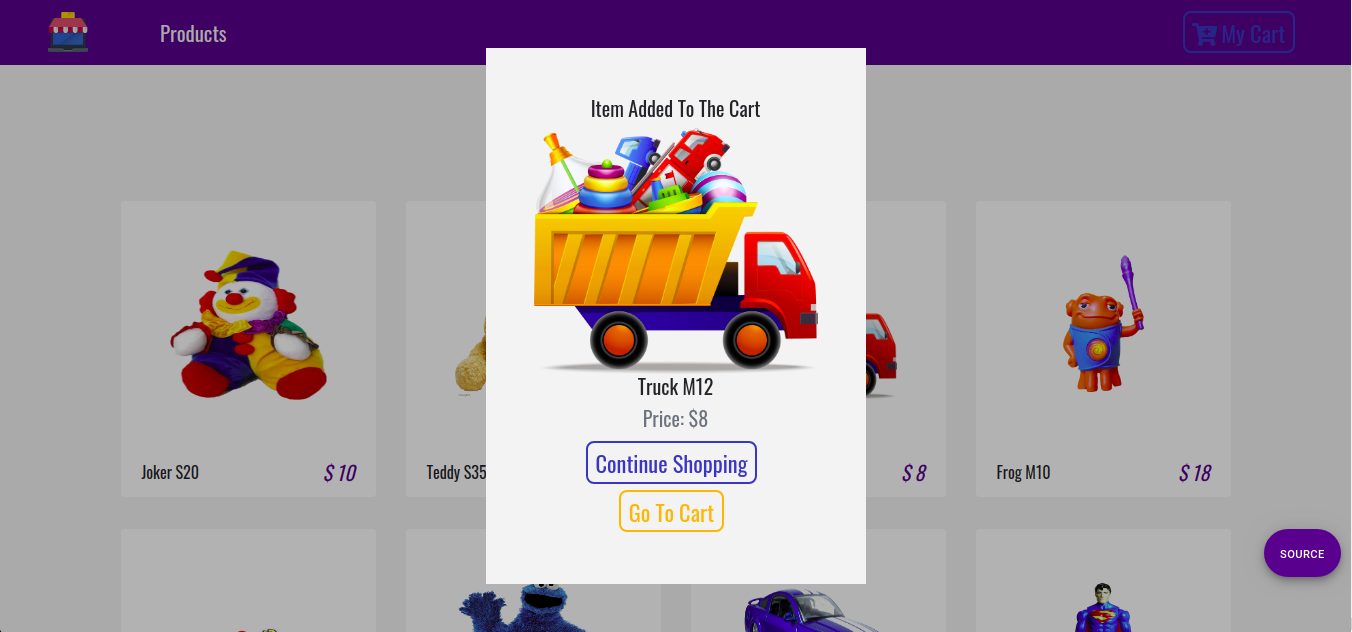 Products
My Cart
Item Added To The Cart
Truck M12
Price: $8
Continue Shopping
Go To Cart
Joker S20
$ 10
Teddy S35
$ 8
Frog M10
$ 18
SOURCE